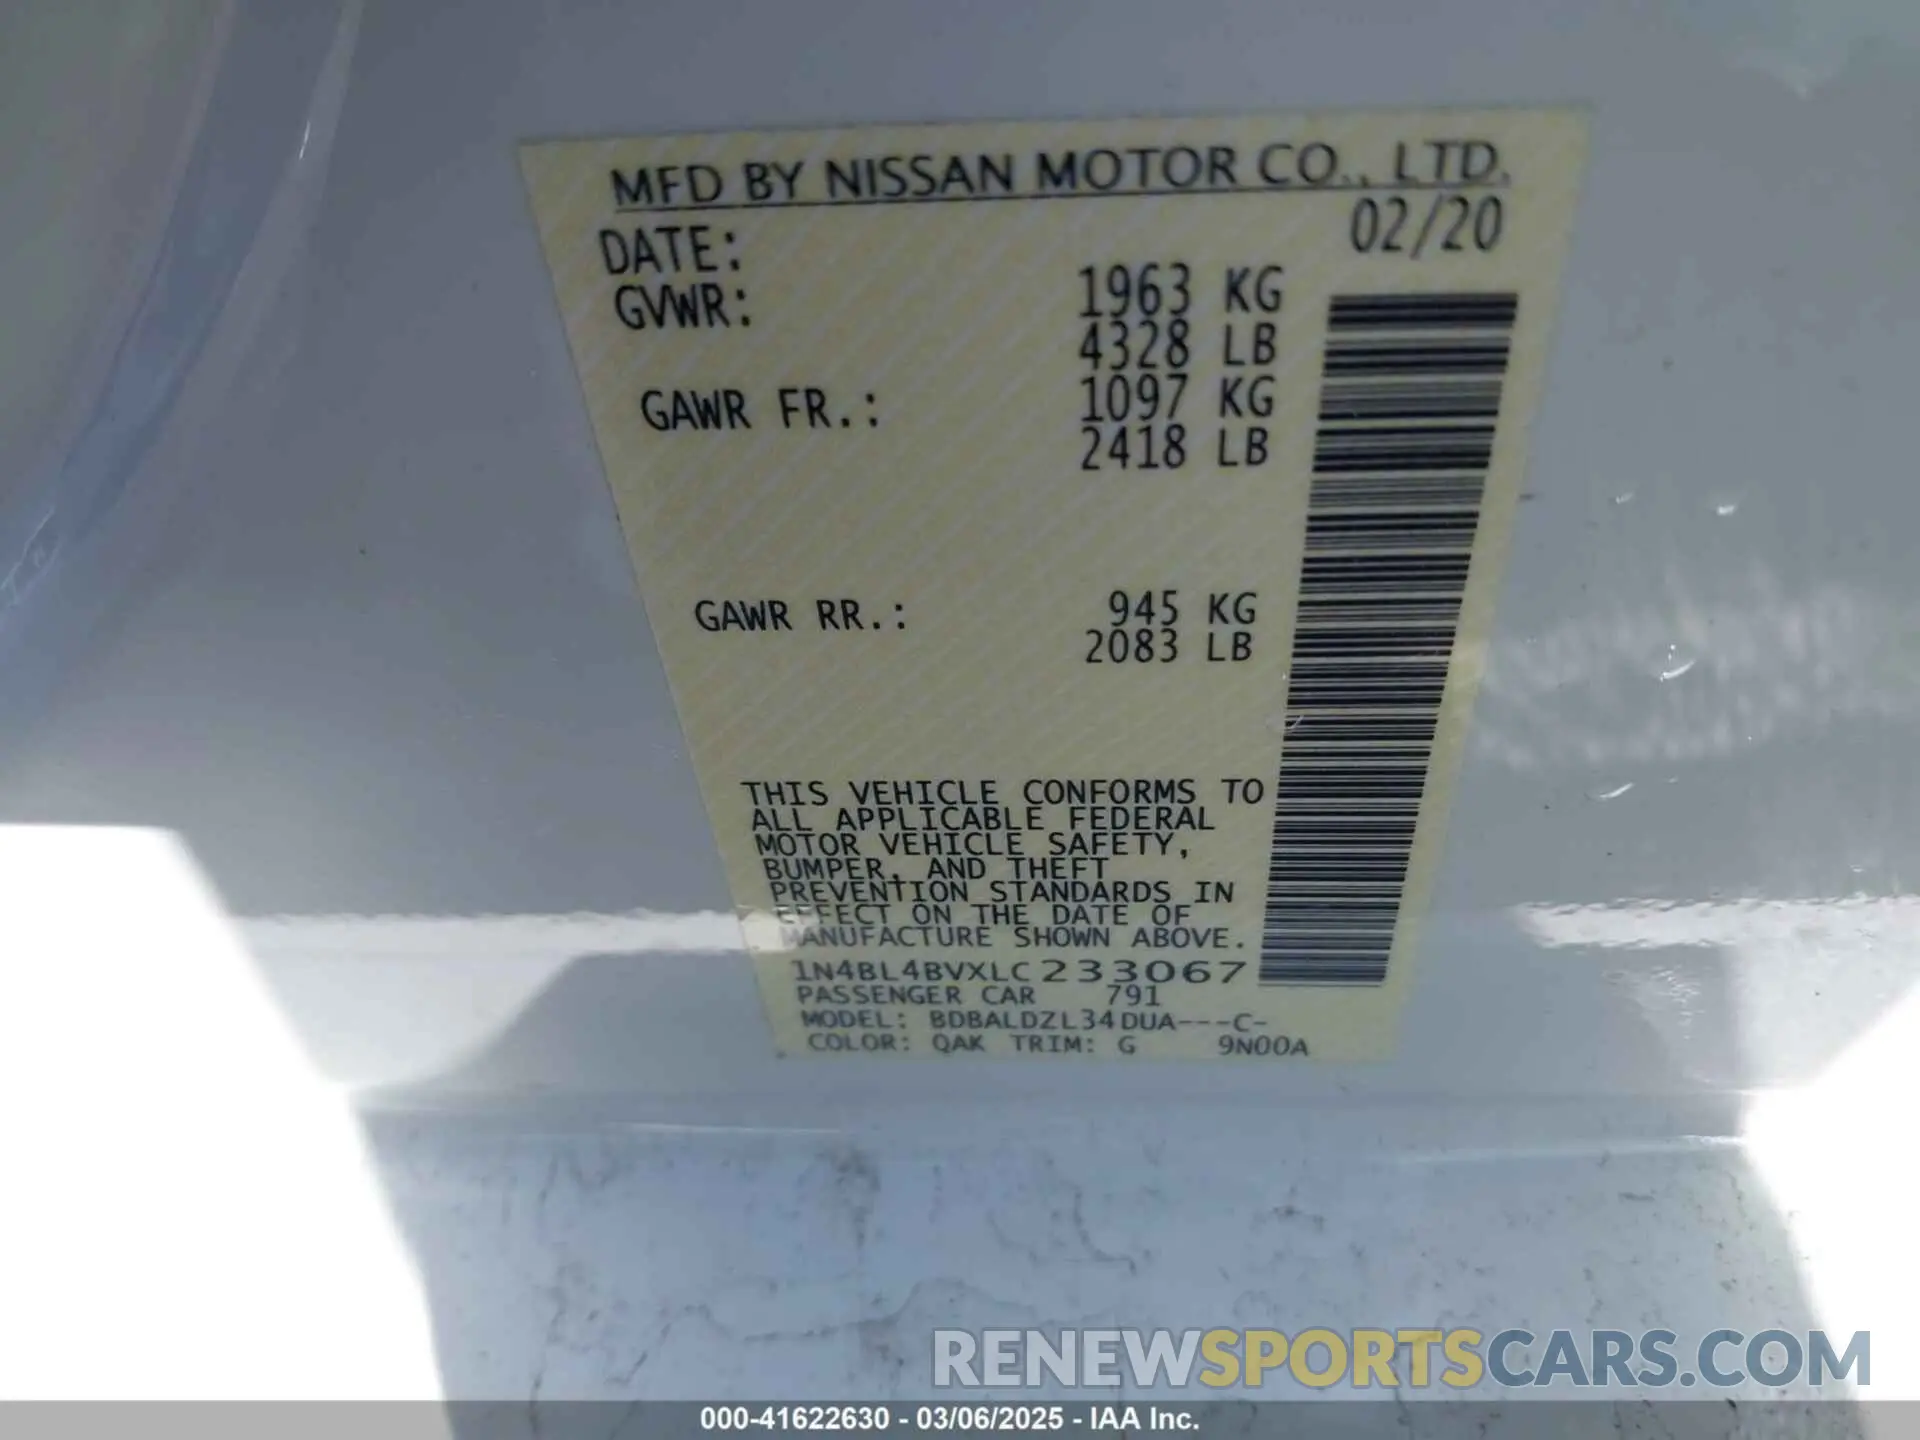 MFD BY NISSAN MOTOR CO., LTD.
DATE: 02/20
GVWR: 1963 KG
4328 LB
GAWR FR.: 1097 KG
2418 LB
GAWR RR.: 945 KG
2083 LB
THIS VEHICLE CONFORMS TO
ALL APPLICABLE FEDERAL
MOTOR VEHICLE SAFETY,
BUMPER, AND THEFT
PREVENTION STANDARDS IN
EFFECT ON THE DATE OF
MANUFACTURE SHOWN ABOVE.
1N4BL4BVXLC233067
PASSENGER CAR 791
MODEL: BDBALDZL34DUA---C-
COLOR: QAK TRIM: G 9N00A
RENEWSPORTSCARS.COM
000-41622630 - 03/06/2025 - IAA Inc.